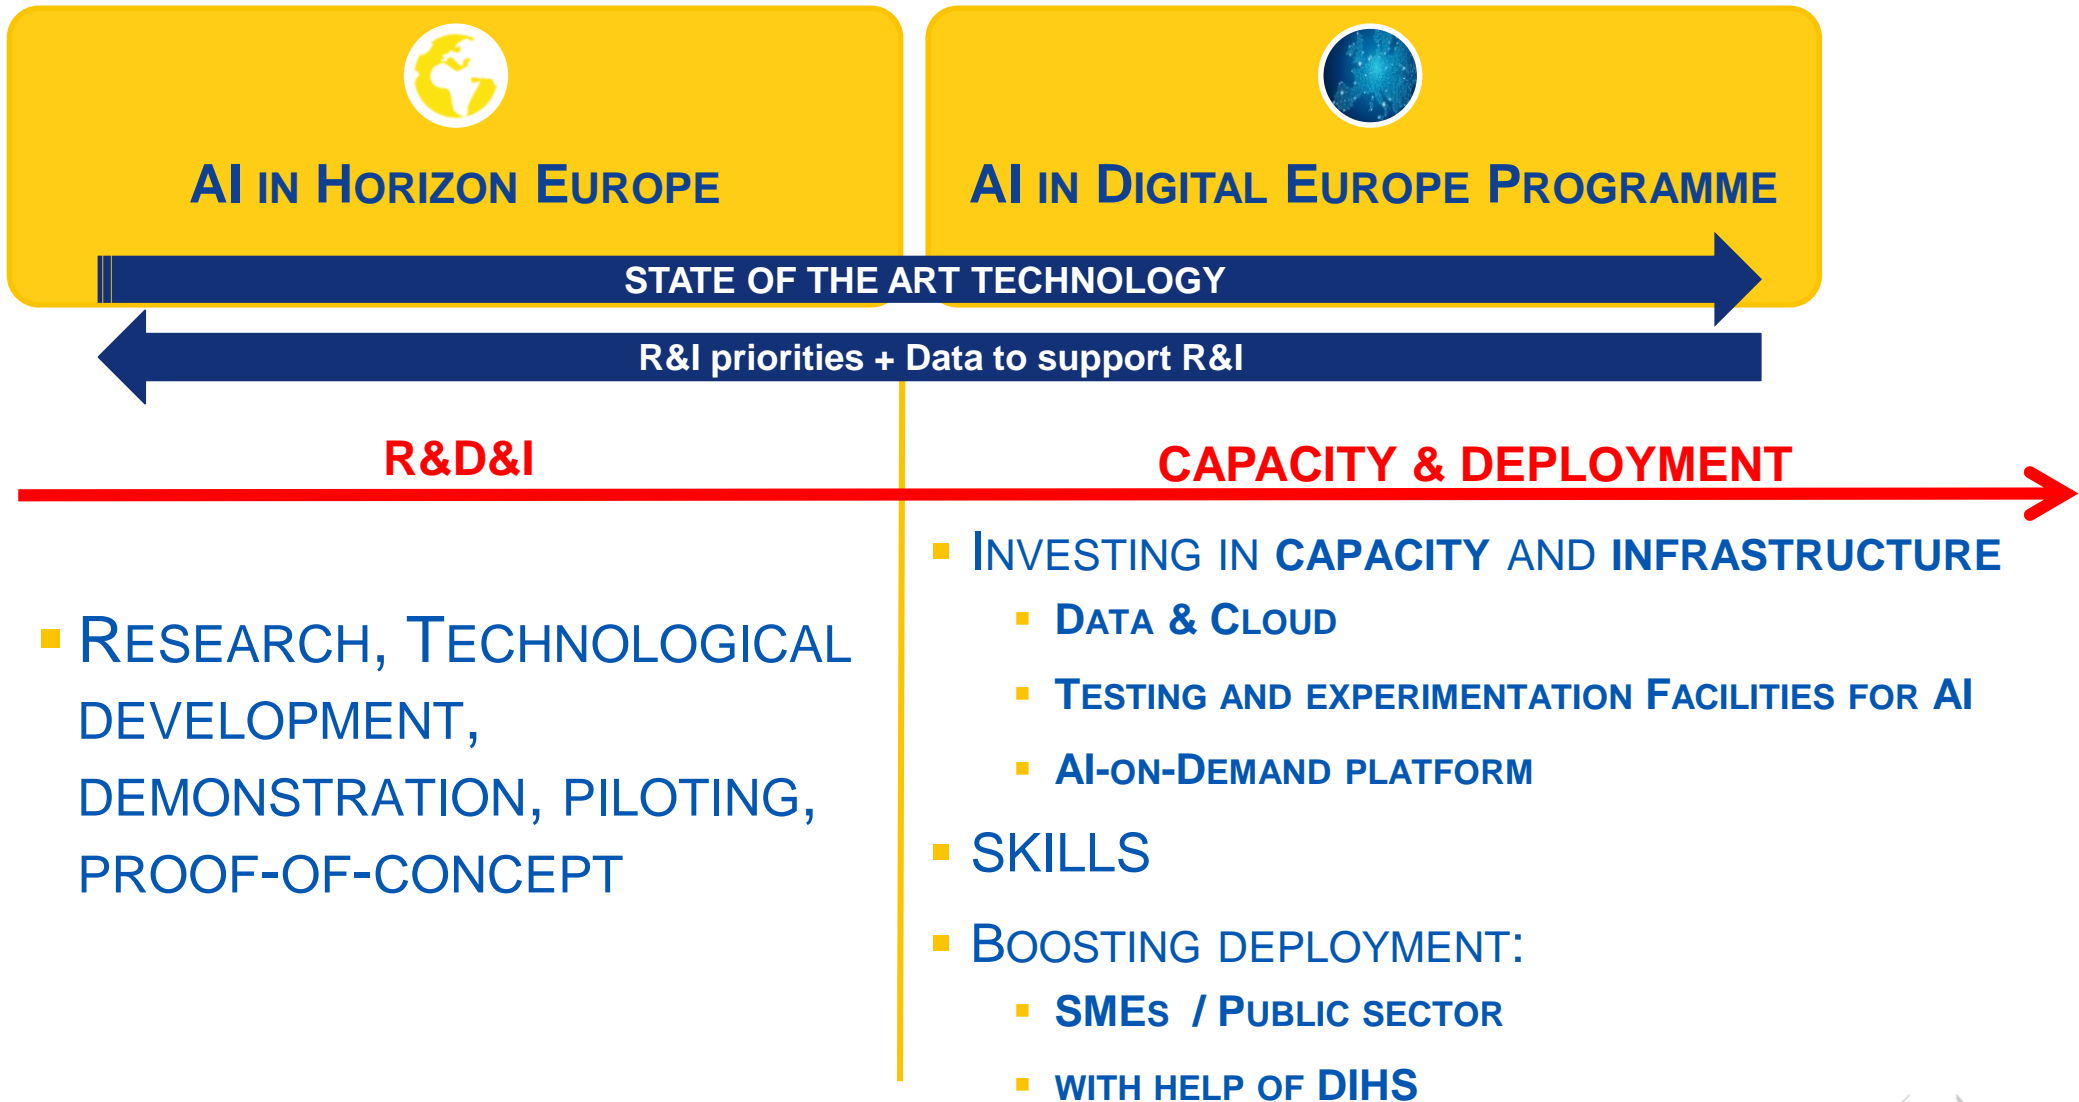 AI IN HORIZON EUROPE
AI IN DIGITAL EUROPE PROGRAMME
STATE OF THE ART TECHNOLOGY
R&I priorities + Data to support R&I
R&D&I
CAPACITY & DEPLOYMENT
▪ RESEARCH, TECHNOLOGICAL
DEVELOPMENT,
DEMONSTRATION, PILOTING,
PROOF-OF-CONCEPT
▪ INVESTING IN CAPACITY AND INFRASTRUCTURE
▪ DATA & CLOUD
▪ TESTING AND EXPERIMENTATION FACILITIES FOR AI
▪ AI-ON-DEMAND PLATFORM
▪ SKILLS
▪ BOOSTING DEPLOYMENT:
▪ SMES / PUBLIC SECTOR
▪ WITH HELP OF DIHS